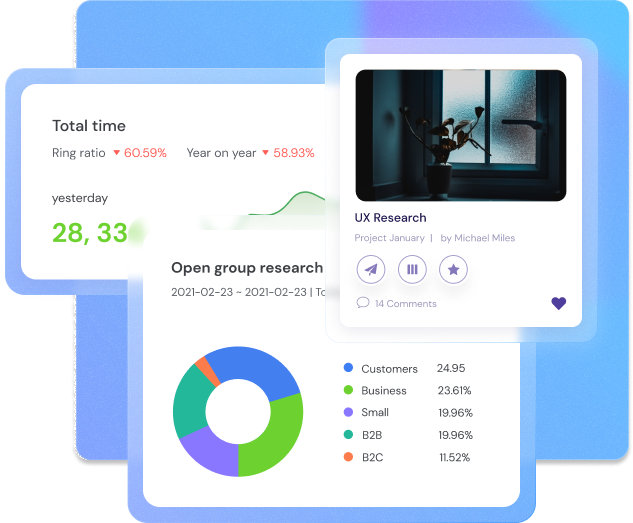 Total time
Ring ratio 60.59% Year on year 58.93%
yesterday
28, 33
Open group research
2021-02-23 ~ 2021-02-23 |
UX Research
Project January | by Michael Miles
14 Comments
Customers 24.95
Business 23.61%
Small 19.96%
B2B 19.96%
B2C 11.52%